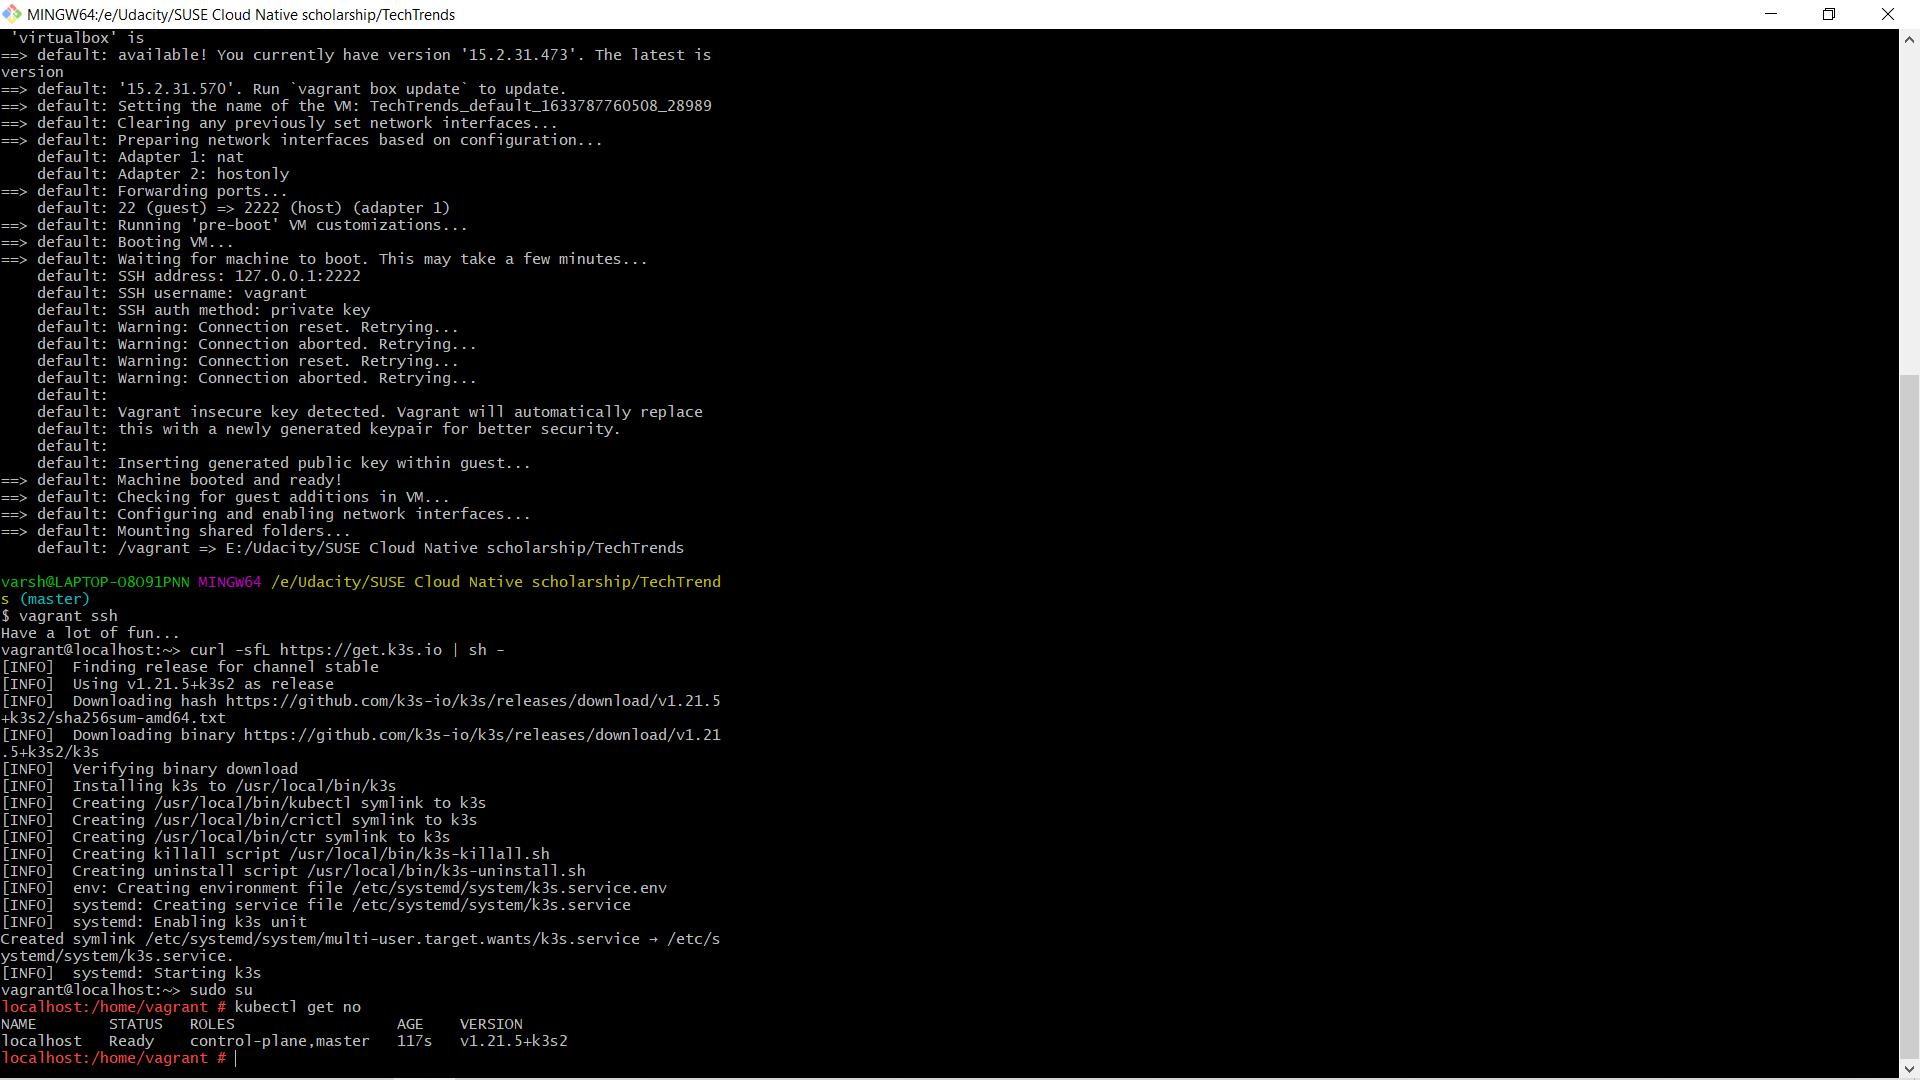 MINGW64:/e/Udacity/SUSE Cloud Native scholarship/TechTrends
 'virtualbox' is
==> default: available! You currently have version '15.2.31.473'. The latest is
version
==> default: '15.2.31.570'. Run `vagrant box update` to update.
==> default: Setting the name of the VM: TechTrends_default_1633787760508_28989
==> default: Clearing any previously set network interfaces...
==> default: Preparing network interfaces based on configuration...
    default: Adapter 1: nat
    default: Adapter 2: hostonly
==> default: Forwarding ports...
    default: 22 (guest) => 2222 (host) (adapter 1)
==> default: Running 'pre-boot' VM customizations...
==> default: Booting VM...
==> default: Waiting for machine to boot. This may take a few minutes...
    default: SSH address: 127.0.0.1:2222
    default: SSH username: vagrant
    default: SSH auth method: private key
    default: Warning: Connection reset. Retrying...
    default: Warning: Connection aborted. Retrying...
    default: Warning: Connection reset. Retrying...
    default: Warning: Connection aborted. Retrying...
    default:
    default: Vagrant insecure key detected. Vagrant will automatically replace
    default: this with a newly generated keypair for better security.
    default:
    default: Inserting generated public key within guest...
==> default: Machine booted and ready!
==> default: Checking for guest additions in VM...
==> default: Configuring and enabling network interfaces...
==> default: Mounting shared folders...
    default: /vagrant => E:/Udacity/SUSE Cloud Native scholarship/TechTrends
varsh@LAPTOP-O8O91PNN MINGW64 /e/Udacity/SUSE Cloud Native scholarship/TechTrend
s (master)
$ vagrant ssh
Have a lot of fun...
vagrant@localhost:~> curl -sfL https://get.k3s.io | sh -
[INFO]  Finding release for channel stable
[INFO]  Using v1.21.5+k3s2 as release
[INFO]  Downloading hash https://github.com/k3s-io/k3s/releases/download/v1.21.5
+k3s2/sha256sum-amd64.txt
[INFO]  Downloading binary https://github.com/k3s-io/k3s/releases/download/v1.21
.5+k3s2/k3s
[INFO]  Verifying binary download
[INFO]  Installing k3s to /usr/local/bin/k3s
[INFO]  Creating /usr/local/bin/kubectl symlink to k3s
[INFO]  Creating /usr/local/bin/crictl symlink to k3s
[INFO]  Creating /usr/local/bin/ctr symlink to k3s
[INFO]  Creating killall script /usr/local/bin/k3s-killall.sh
[INFO]  Creating uninstall script /usr/local/bin/k3s-uninstall.sh
[INFO]  env: Creating environment file /etc/systemd/system/k3s.service.env
[INFO]  systemd: Creating service file /etc/systemd/system/k3s.service
[INFO]  systemd: Enabling k3s unit
Created symlink /etc/systemd/system/multi-user.target.wants/k3s.service → /etc/s
ystemd/system/k3s.service.
[INFO]  systemd: Starting k3s
vagrant@localhost:~> sudo su
localhost:/home/vagrant # kubectl get no
NAME        STATUS   ROLES                  AGE    VERSION
localhost   Ready    control-plane,master   117s   v1.21.5+k3s2
localhost:/home/vagrant #